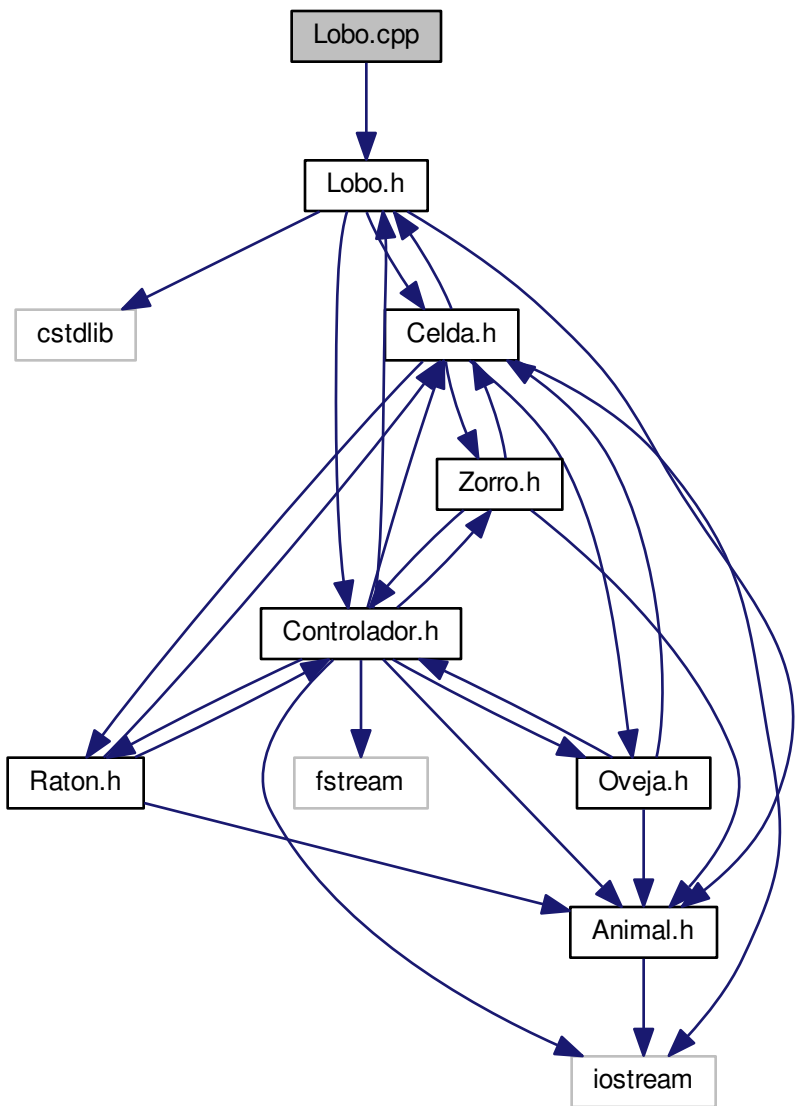 Lobo.cpp
Lobo.h
cstdlib
Celda.h
Zorro.h
Controlador.h
Raton.h
fstream
Oveja.h
Animal.h
iostream